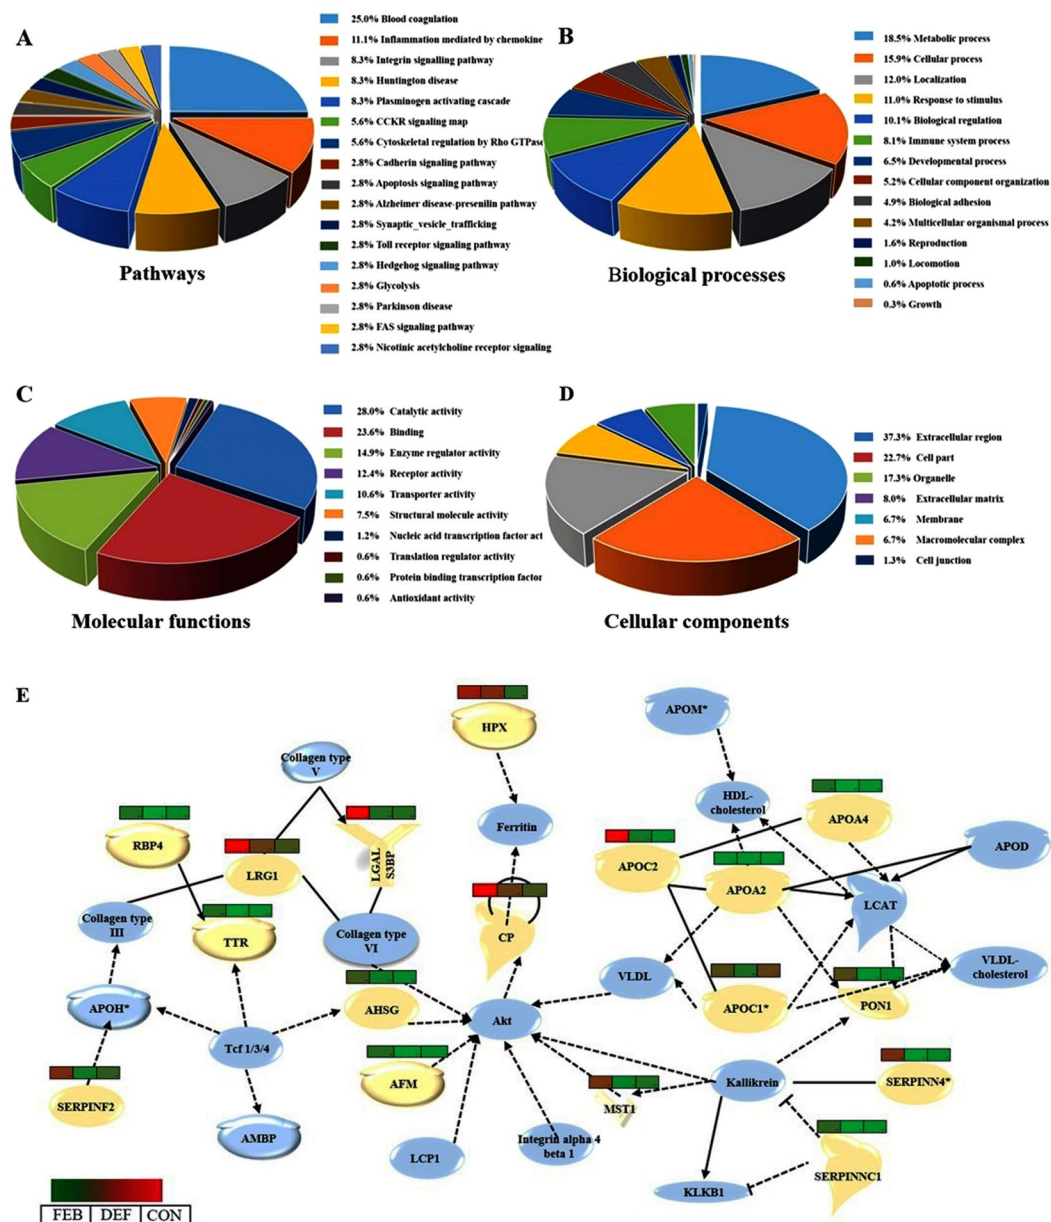 A
25.0% Blood coagulation
11.1% Inflammation mediated by chemokine
8.3% Integrin signalling pathway
8.3% Huntington disease
8.3% Plasminogen activating cascade
5.6% CCKR signaling map
5.6% Cytoskeletal regulation by Rho GTPase
2.8% Cadherin signaling pathway
2.8% Apoptosis signaling pathway
2.8% Alzheimer disease-presenilin pathway
2.8% Synaptic_vesicle_trafficking
2.8% Toll receptor signaling pathway
2.8% Hedgehog signaling pathway
2.8% Glycolysis
2.8% Parkinson disease
2.8% FAS signaling pathway
2.8% Nicotinic acetylcholine receptor signaling
Pathways
B
18.5% Metabolic process
15.9% Cellular process
12.0% Localization
11.0% Response to stimulus
10.1% Biological regulation
8.1% Immune system process
6.5% Developmental process
5.2% Cellular component organization
4.9% Biological adhesion
4.2% Multicellular organismal process
1.6% Reproduction
1.0% Locomotion
0.6% Apoptotic process
0.3% Growth
Biological processes
C
28.0% Catalytic activity
23.6% Binding
14.9% Enzyme regulator activity
12.4% Receptor activity
10.6% Transporter activity
7.5% Structural molecule activity
1.2% Nucleic acid transcription factor act
0.6% Translation regulator activity
0.6% Protein binding transcription factor
0.6% Antioxidant activity
Molecular functions
D
37.3% Extracellular region
22.7% Cell part
17.3% Organelle
8.0% Extracellular matrix
6.7% Membrane
6.7% Macromolecular complex
1.3% Cell junction
Cellular components
E
HPX
APOM*
Collagen type
V
HDL-
cholesterol
Ferritin
APOA4
RBP4
LGAL
S3BP
APOD
LRG1
APOC2
APOA2
LCAT
Collagen type
III
TTR
Collagen type
VI
CP
VLDL
VLDL-
cholesterol
APOH*
AHSG
Akt
APOC1*
PON1
Tcf 1/3/4
AFM
Kallikrein
SERPINN4*
SERPINF2
MST1
AMBP
LCP1
Integrin alpha 4
beta 1
KLKB1
SERPINNC1
FEB DEF CON